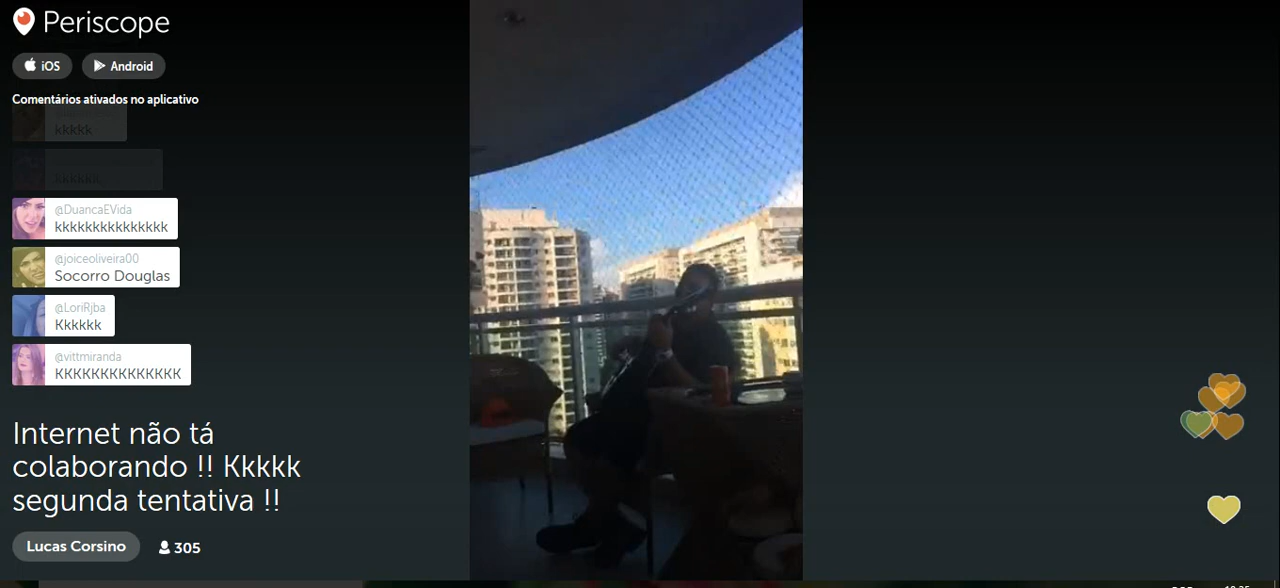 Periscope
iOS
Android
Comentários ativados no aplicativo
kkkkk
kkkkkk
@DuancaEVida
kkkkkkkkkkkkkkk
@joiceoliveira00
Socorro Douglas
@LoriRjba
Kkkkkk
@vittmiranda
KKKKKKKKKKKKKK
Internet não tá
colaborando !! Kkkkk
segunda tentativa !!
Lucas Corsino
305